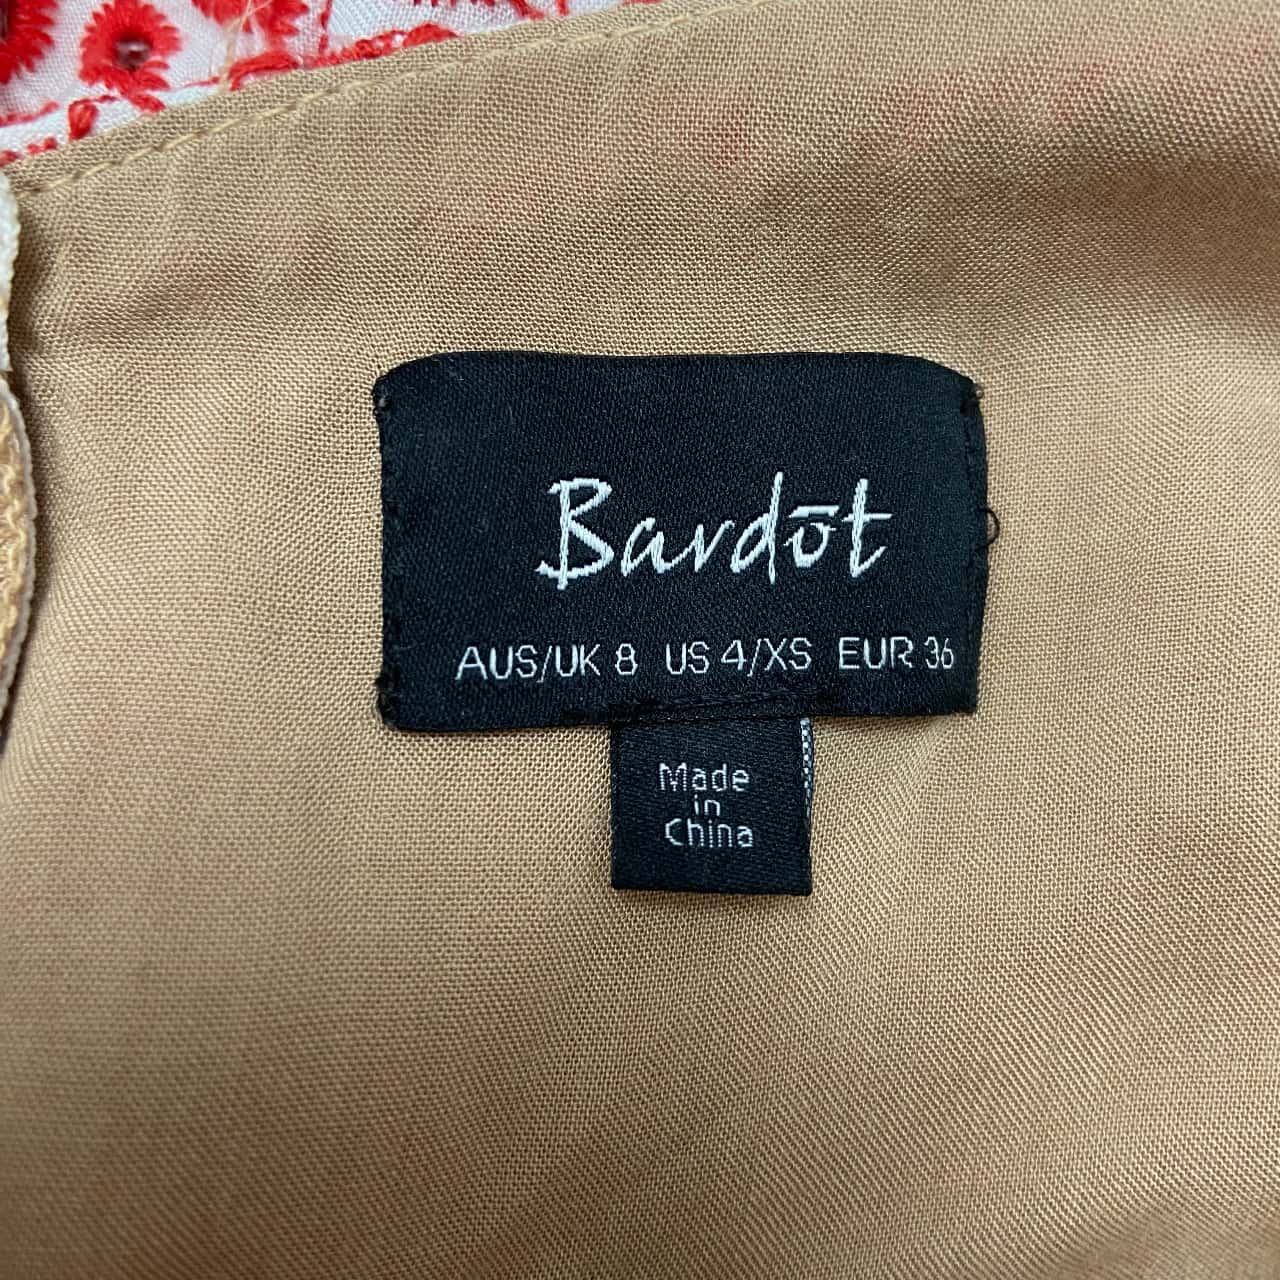 Bardōt
AUS/UK 8 US 4/XS EUR 36
Made
in
China